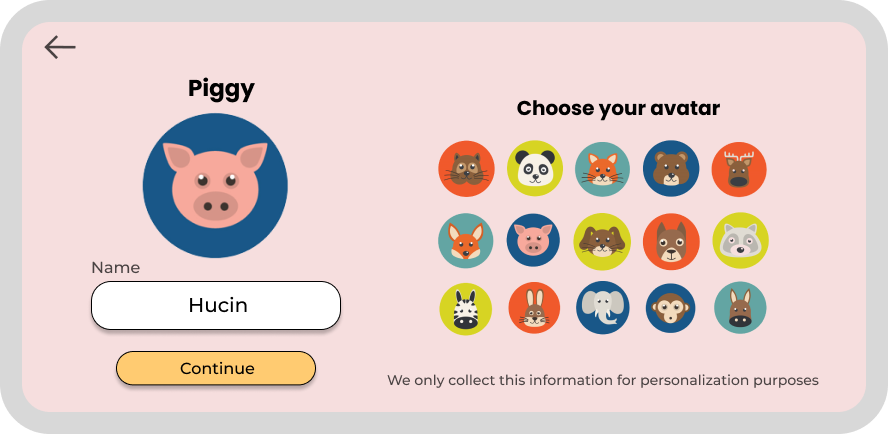 Piggy
Name
Hucin
Continue
Choose your avatar
We only collect this information for personalization purposes